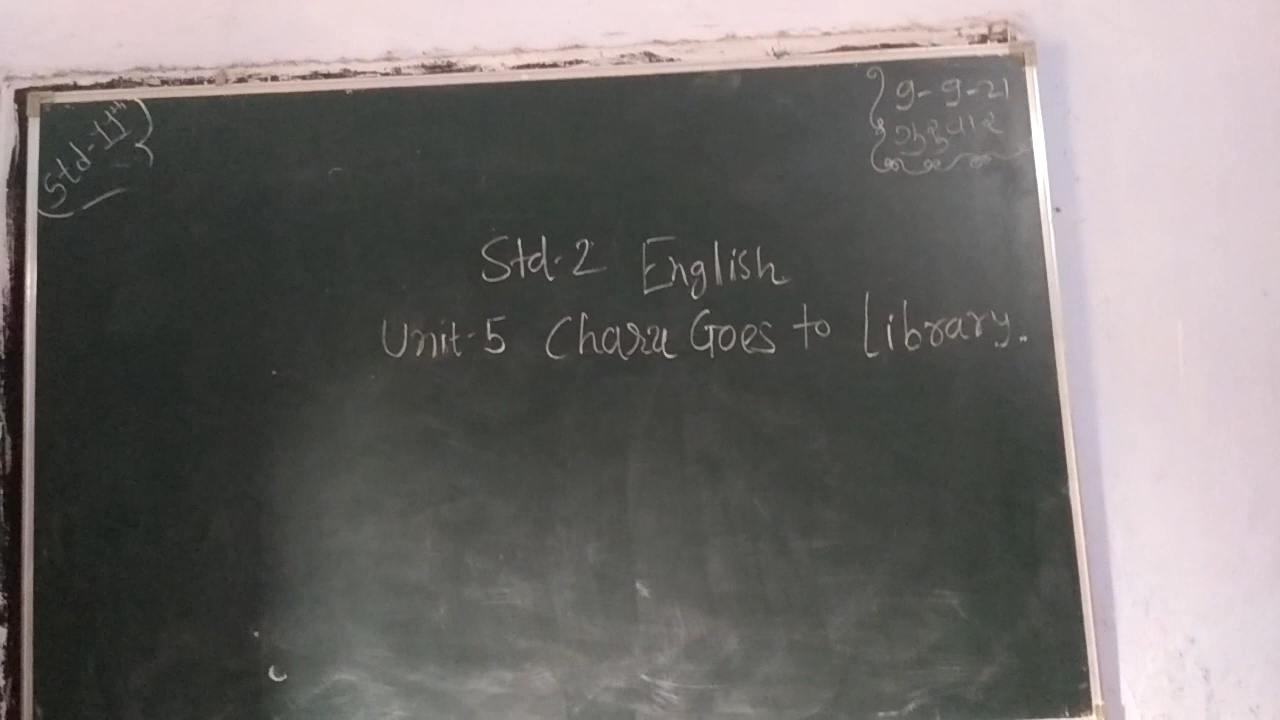 Std-11th
9-9-21
ગુરુવાર
Std-2 English
Unit-5 Charu Goes to Library.